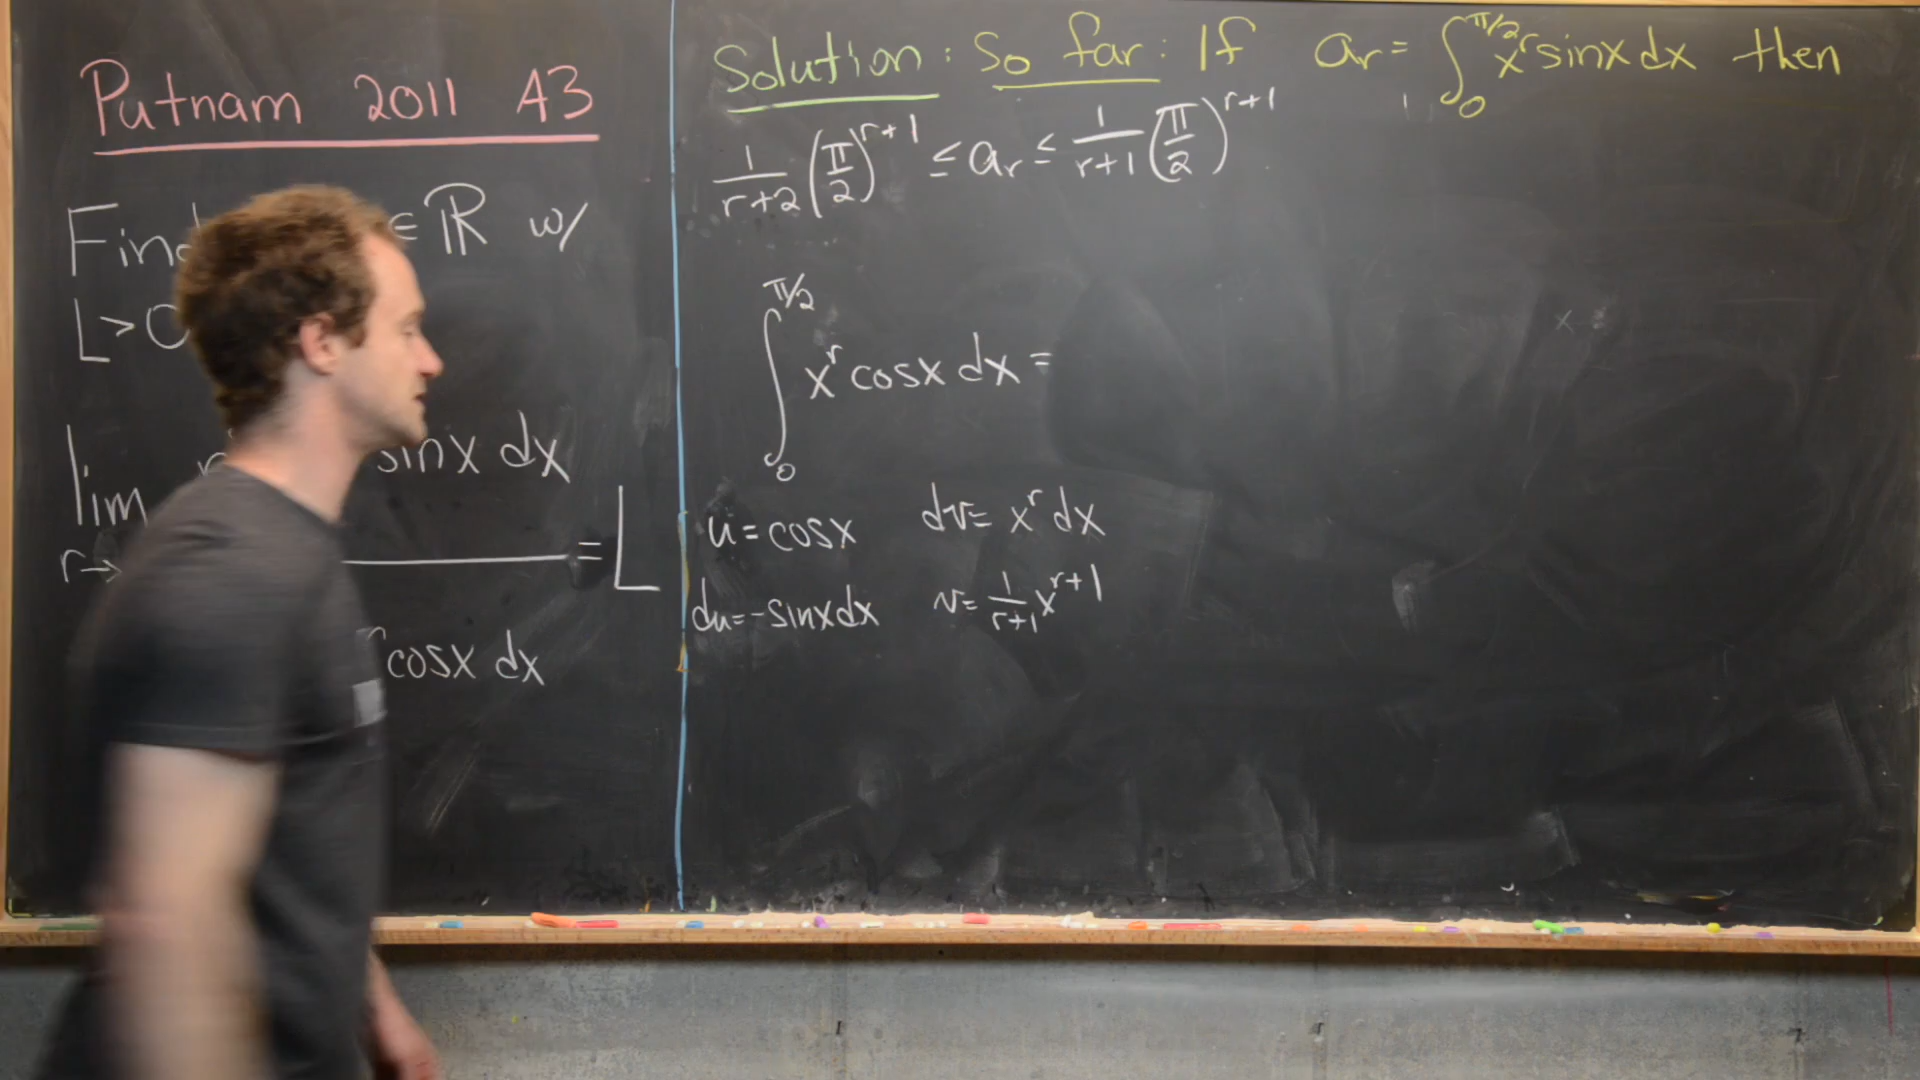 Putnam 2011 A3
Find ∈ ℝ w/
L>0
lim r→ sinx dx = L
cosx dx
Solution: So far: If a_r = ∫_0^{π/2} x^r sinx dx then
1/(r+2) (π/2)^{r+1} ≤ a_r ≤ 1/(r+1) (π/2)^{r+1}
∫_0^{π/2} x^r cosx dx =
u = cosx dv = x^r dx
du = -sinxdx v = 1/(r+1) x^{r+1}